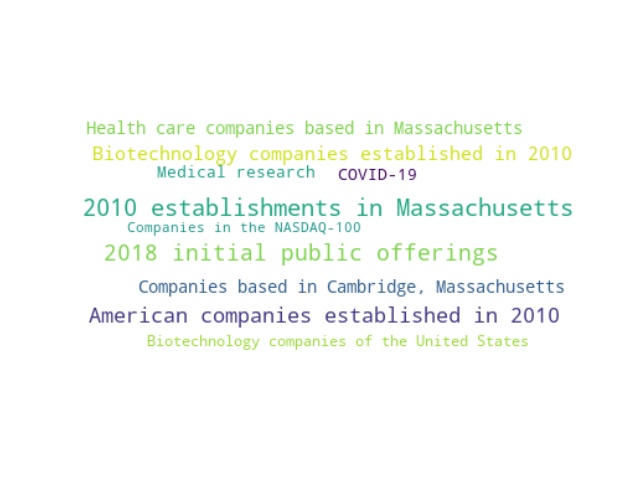 Health care companies based in Massachusetts
Biotechnology companies established in 2010
Medical research COVID-19
2010 establishments in Massachusetts
Companies in the NASDAQ-100
2018 initial public offerings
Companies based in Cambridge, Massachusetts
American companies established in 2010
Biotechnology companies of the United States